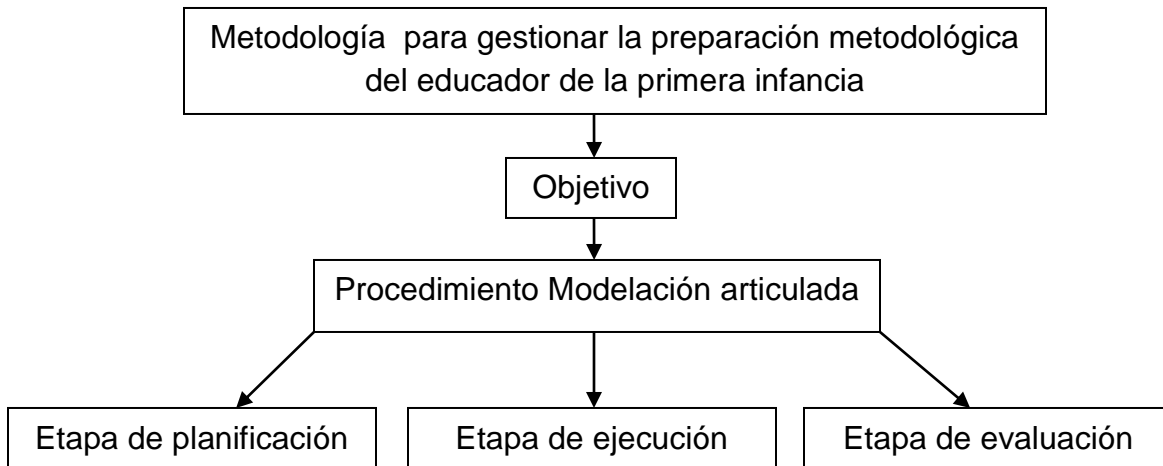 Metodología para gestionar la preparación metodológica
del educador de la primera infancia
Objetivo
Procedimiento Modelación articulada
Etapa de planificación
Etapa de ejecución
Etapa de evaluación